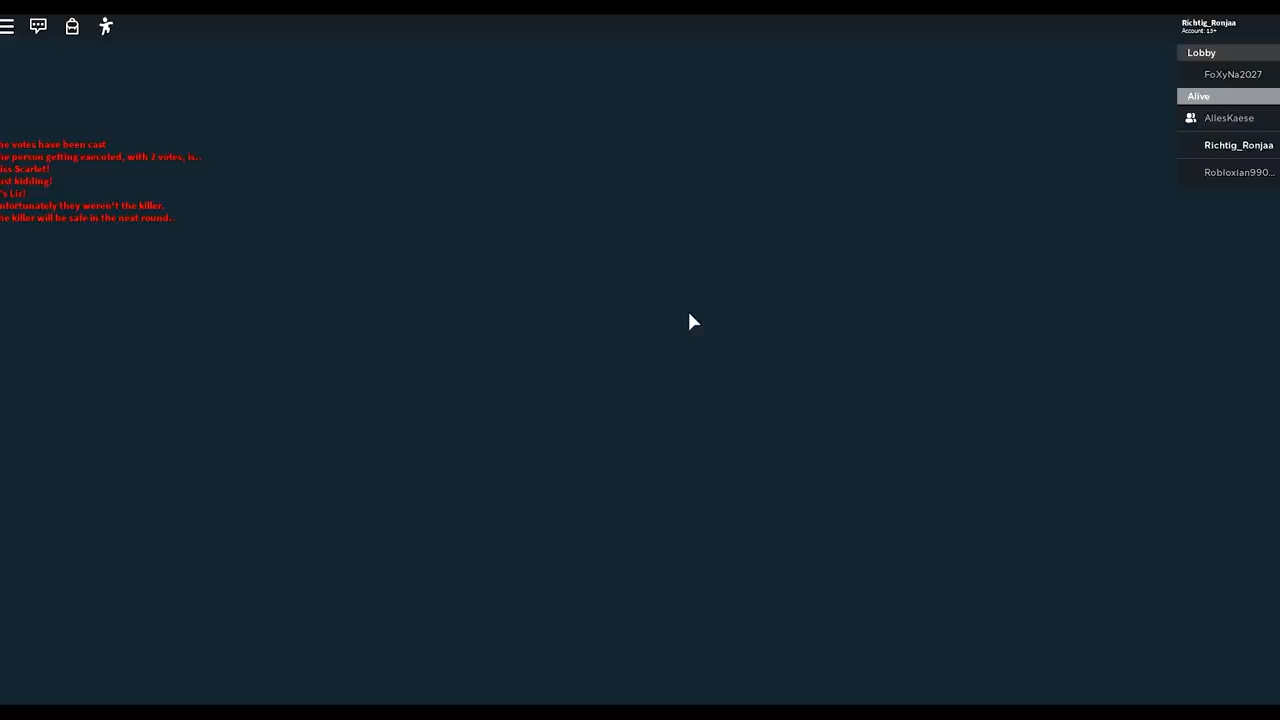 Richtig_Ronjaa
Account: 13+
Lobby
FoXyNa2027
Alive
AllesKaese
Richtig_Ronjaa
Robloxian990...
he votes have been cast
he person getting executed, with 2 votes, is..
iss Scarlet!
ust kidding!
's Liz!
nfortunately they weren't the killer.
he killer will be safe in the next round..